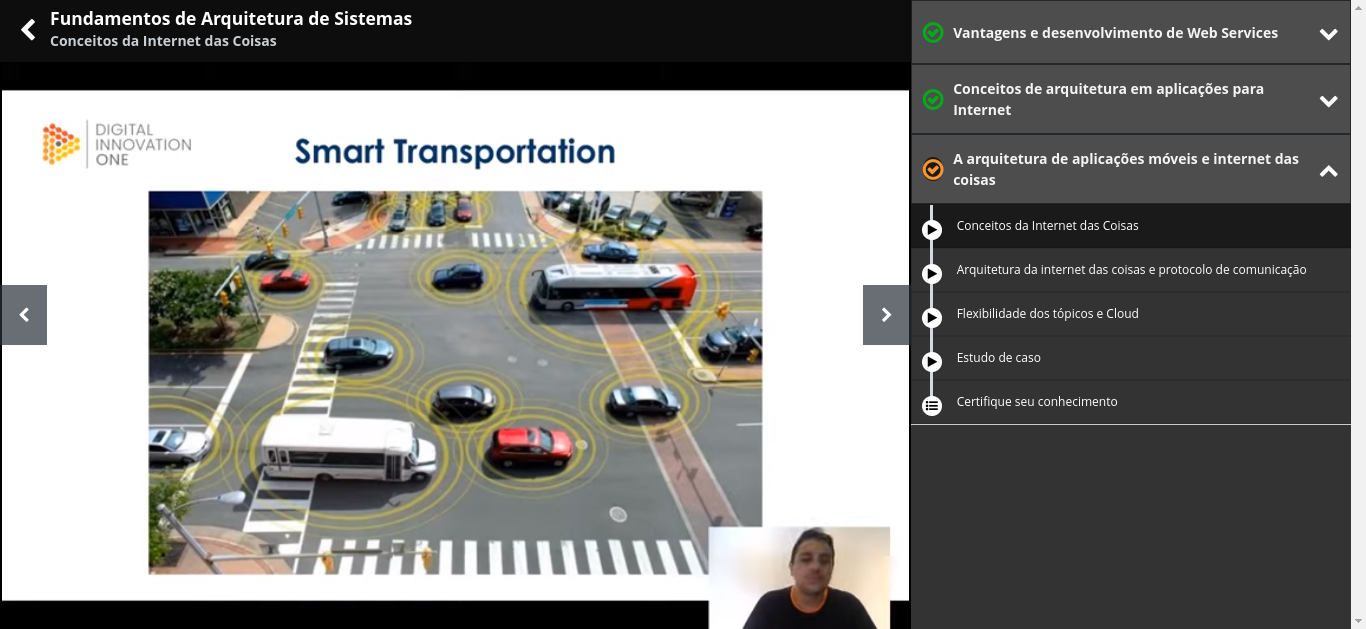 Fundamentos de Arquitetura de Sistemas
Conceitos da Internet das Coisas
DIGITAL
INNOVATION
ONE
Smart Transportation
Vantagens e desenvolvimento de Web Services
Conceitos de arquitetura em aplicações para
Internet
A arquitetura de aplicações móveis e internet das
coisas
Conceitos da Internet das Coisas
Arquitetura da internet das coisas e protocolo de comunicação
Flexibilidade dos tópicos e Cloud
Estudo de caso
Certifique seu conhecimento